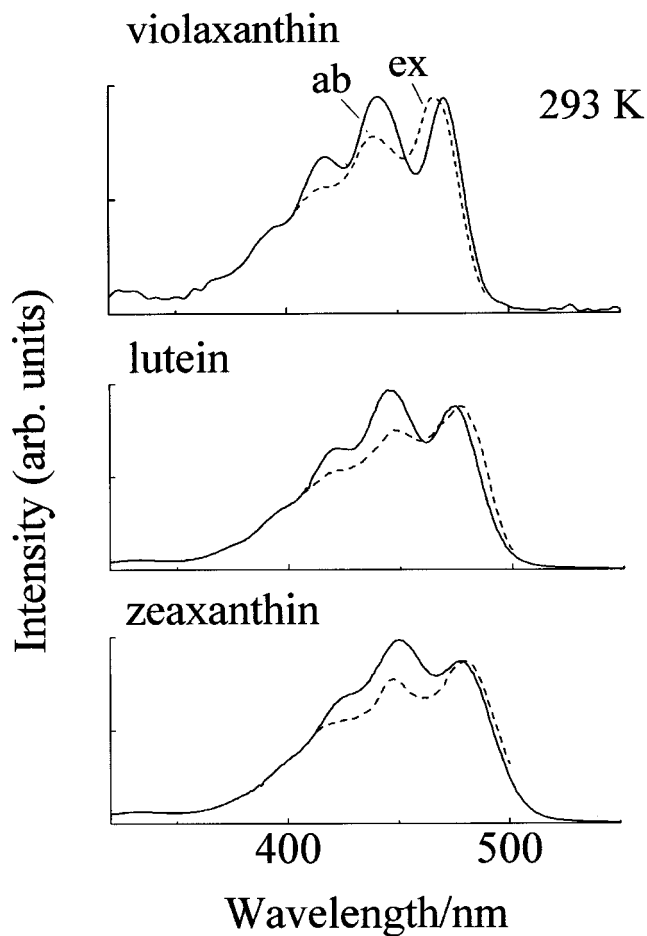 violaxanthin
ab
ex
293 K
lutein
zeaxanthin
Intensity (arb. units)
400
500
Wavelength/nm